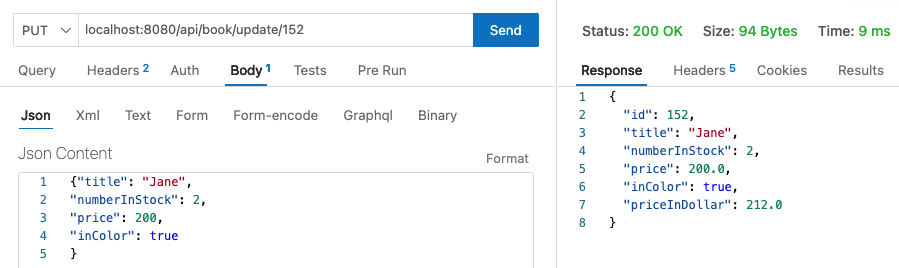 PUT localhost:8080/api/book/update/152 Send
Query Headers 2 Auth Body 1 Tests Pre Run
Json Xml Text Form Form-encode Graphql Binary
Json Content Format
1 {"title": "Jane",
2 "numberInStock": 2,
3 "price": 200,
4 "inColor": true
5 }
Status: 200 OK Size: 94 Bytes Time: 9 ms
Response Headers 5 Cookies Results
1 {
2 "id": 152,
3 "title": "Jane",
4 "numberInStock": 2,
5 "price": 200.0,
6 "inColor": true,
7 "priceInDollar": 212.0
8 }